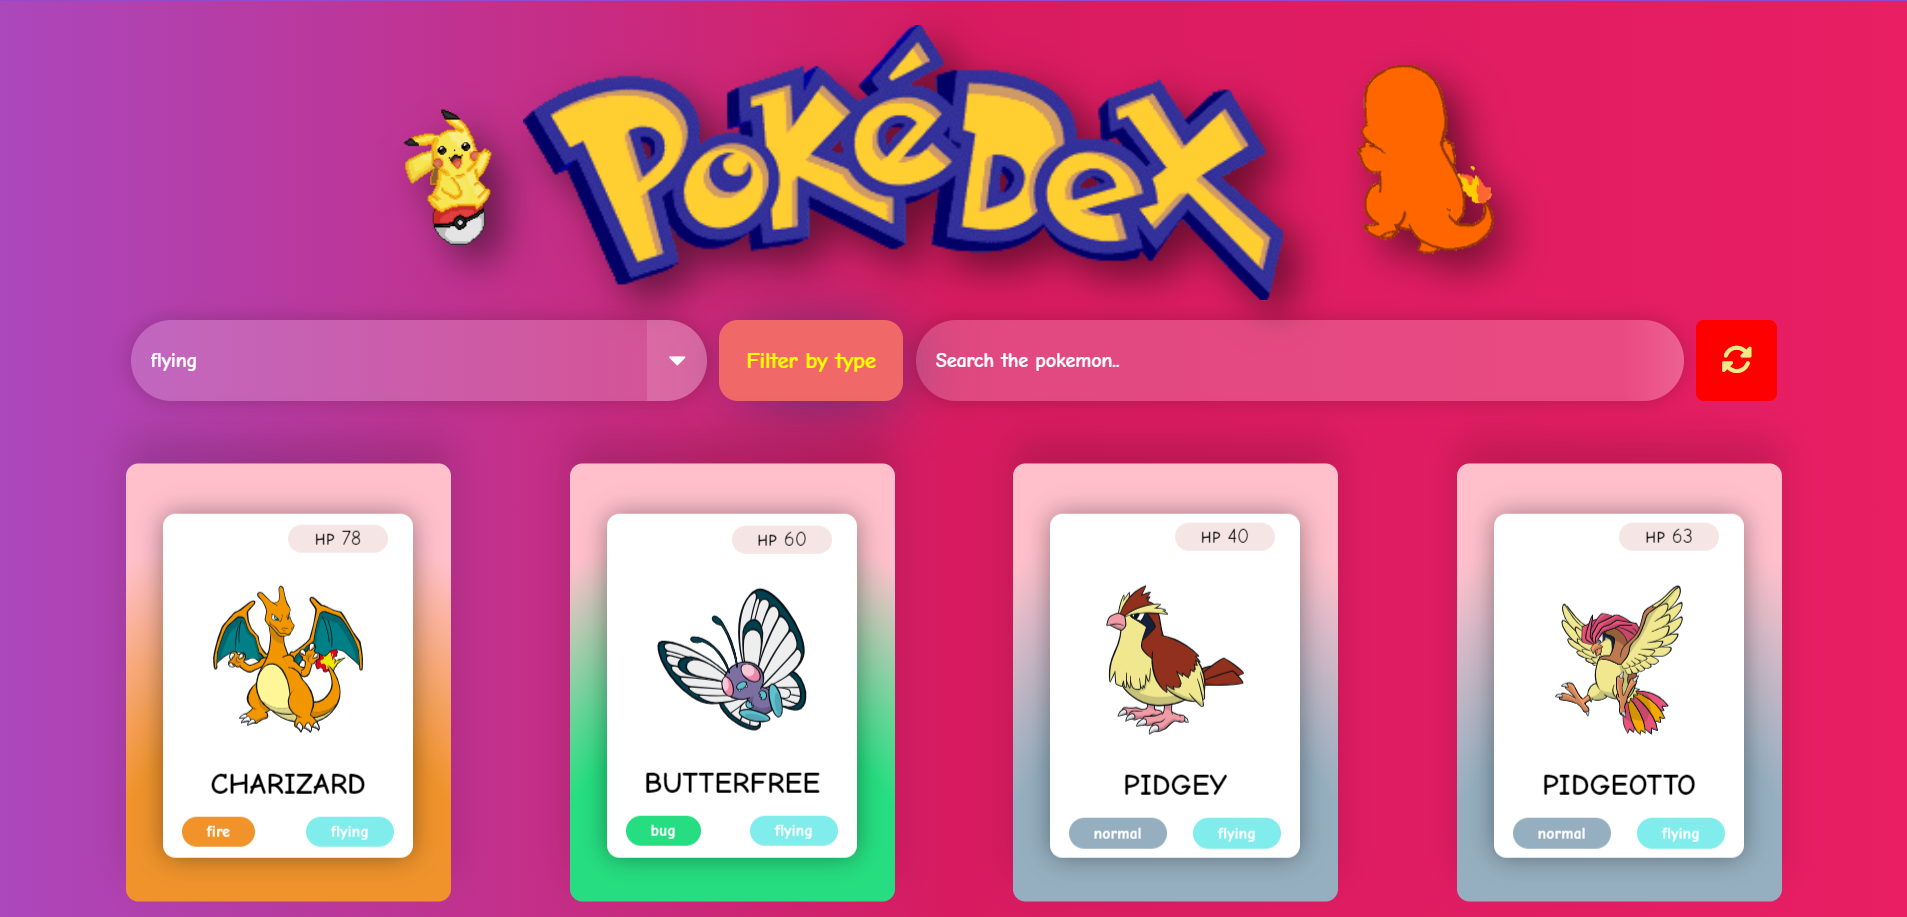 PoKéDex
flying
Filter by type
Search the pokemon..
HP 78
CHARIZARD
fire flying
HP 60
BUTTERFREE
bug flying
HP 40
PIDGEY
normal flying
HP 63
PIDGEOTTO
normal flying